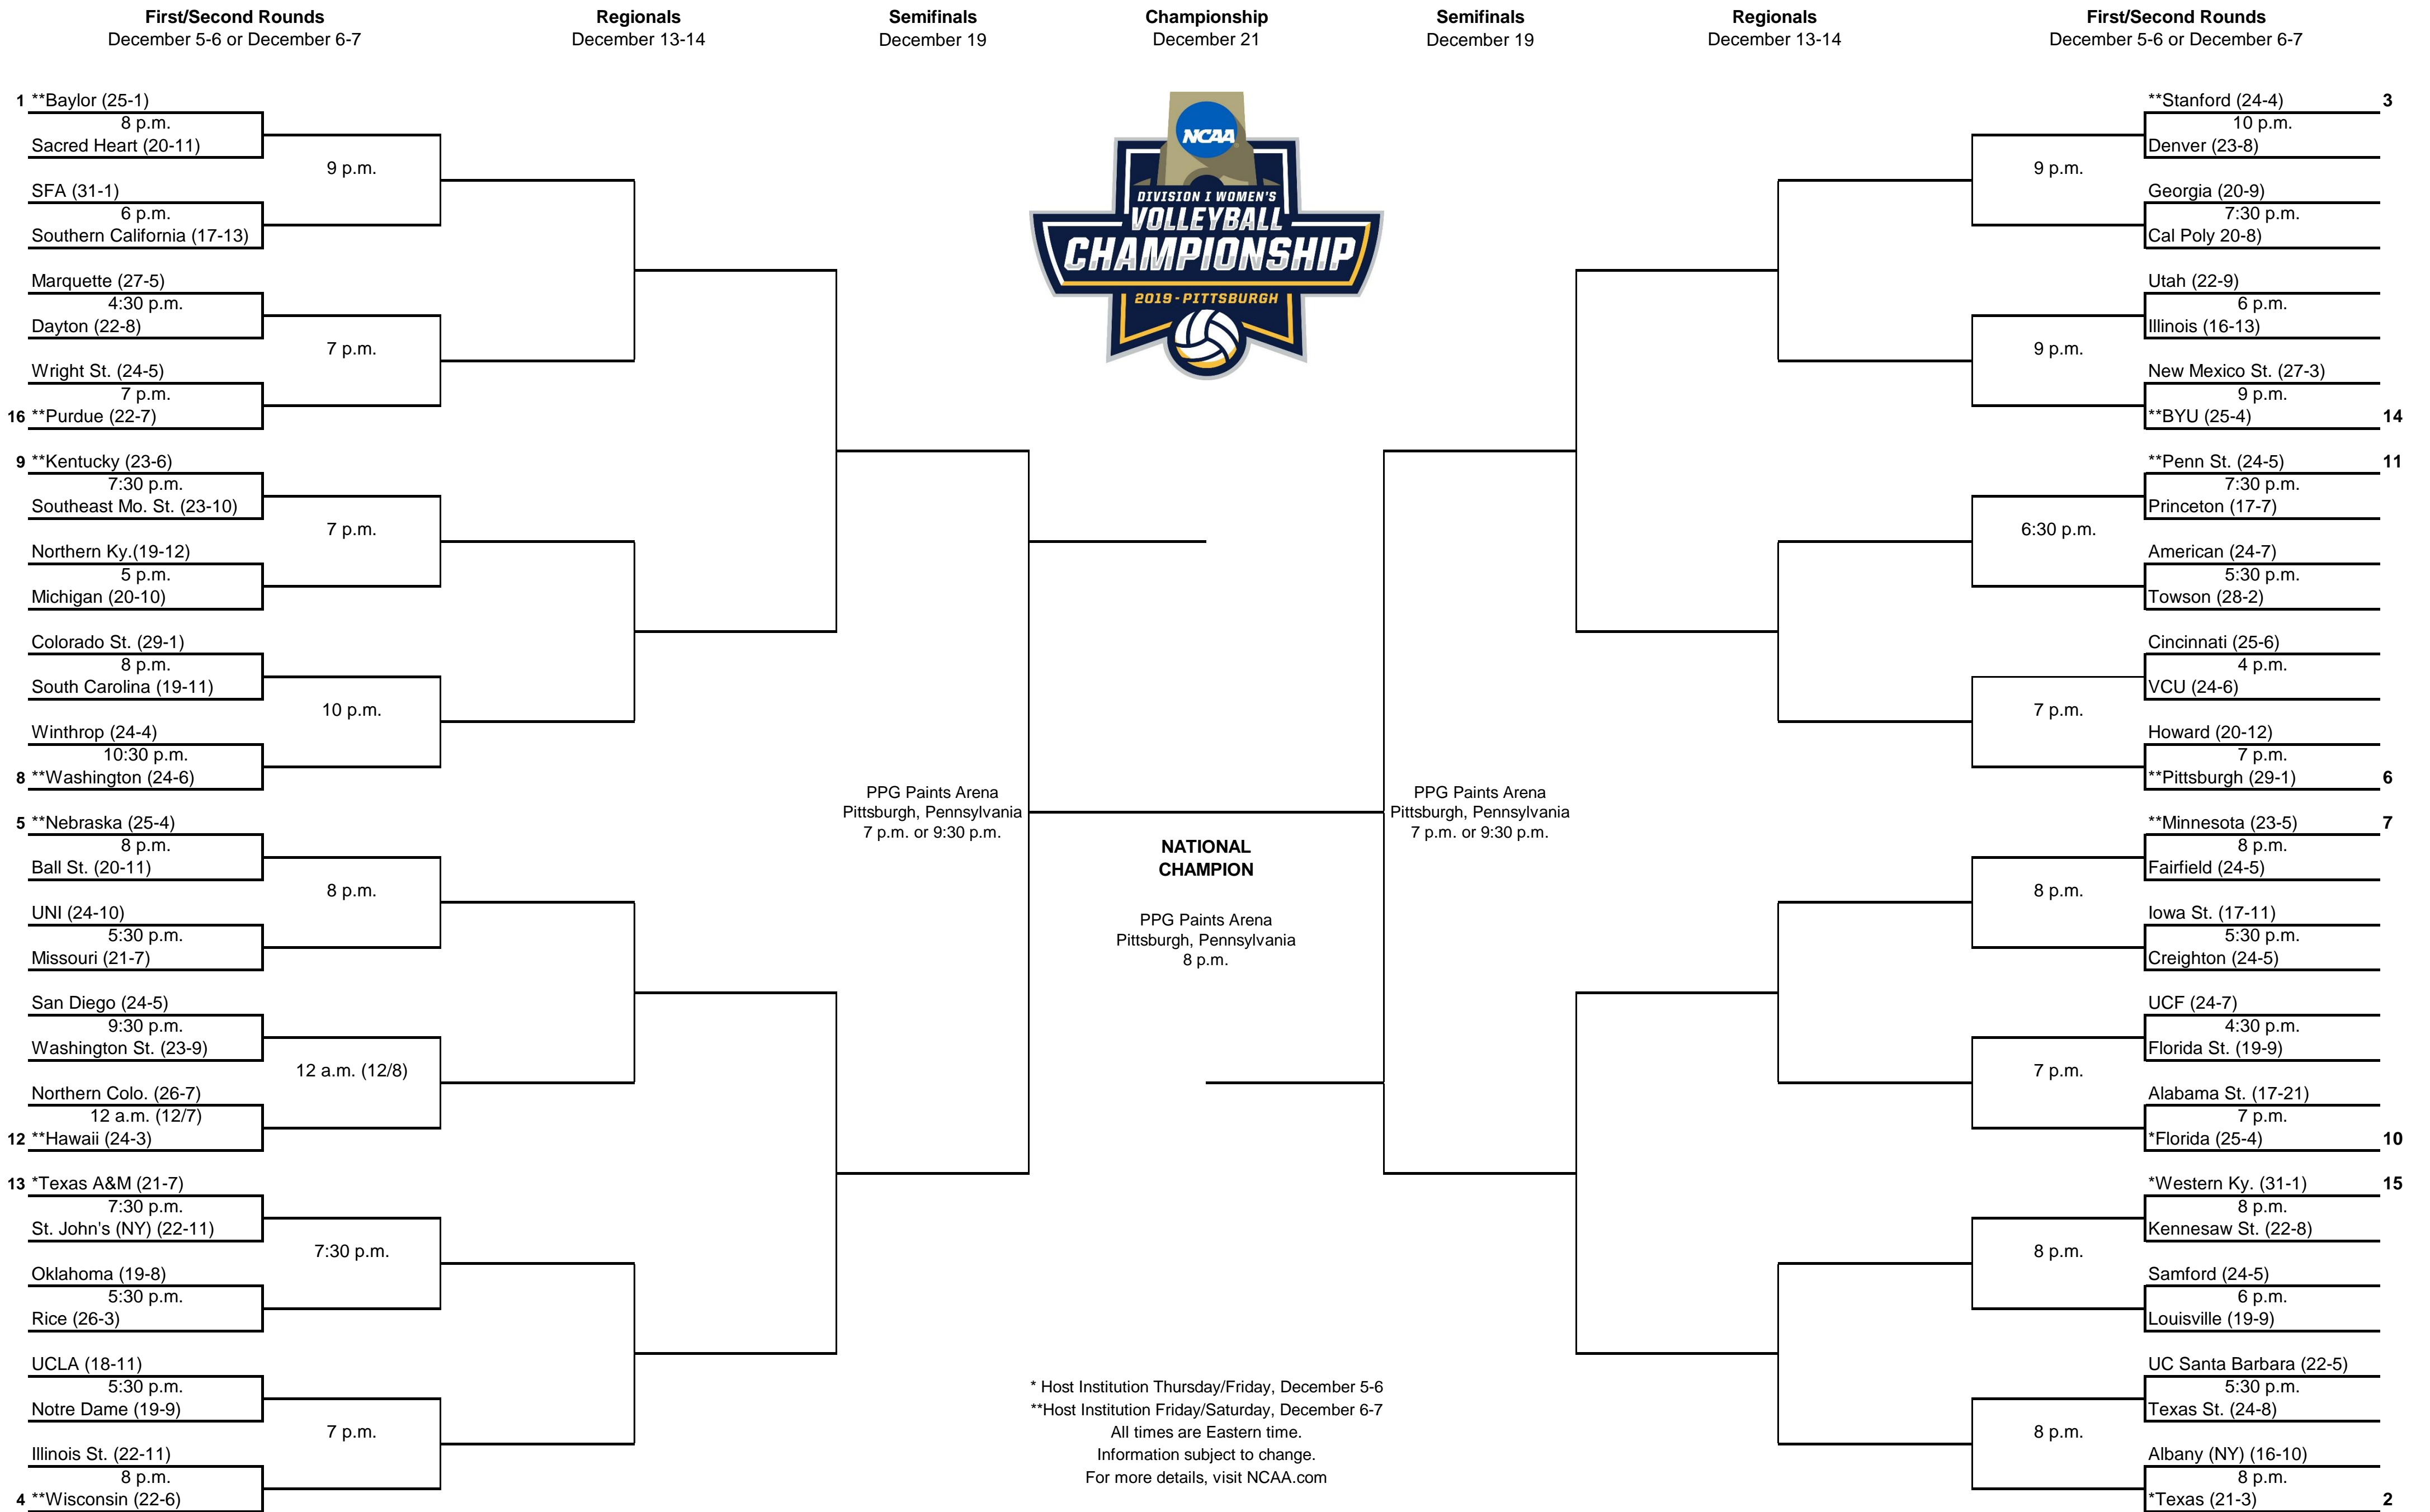 First/Second Rounds
December 5-6 or December 6-7
Regionals
December 13-14
Semifinals
December 19
Championship
December 21
Semifinals
December 19
Regionals
December 13-14
First/Second Rounds
December 5-6 or December 6-7
1 **Baylor (25-1)
8 p.m.
Sacred Heart (20-11)
9 p.m.
SFA (31-1)
6 p.m.
Southern California (17-13)
Marquette (27-5)
4:30 p.m.
Dayton (22-8)
7 p.m.
Wright St. (24-5)
7 p.m.
16 **Purdue (22-7)
9 **Kentucky (23-6)
7:30 p.m.
Southeast Mo. St. (23-10)
7 p.m.
Northern Ky.(19-12)
5 p.m.
Michigan (20-10)
Colorado St. (29-1)
8 p.m.
South Carolina (19-11)
10 p.m.
Winthrop (24-4)
10:30 p.m.
8 **Washington (24-6)
5 **Nebraska (25-4)
8 p.m.
Ball St. (20-11)
8 p.m.
UNI (24-10)
5:30 p.m.
Missouri (21-7)
San Diego (24-5)
9:30 p.m.
Washington St. (23-9)
12 a.m. (12/8)
Northern Colo. (26-7)
12 a.m. (12/7)
12 **Hawaii (24-3)
13 *Texas A&M (21-7)
7:30 p.m.
St. John's (NY) (22-11)
7:30 p.m.
Oklahoma (19-8)
5:30 p.m.
Rice (26-3)
UCLA (18-11)
5:30 p.m.
Notre Dame (19-9)
7 p.m.
Illinois St. (22-11)
8 p.m.
4 **Wisconsin (22-6)
PPG Paints Arena
Pittsburgh, Pennsylvania
7 p.m. or 9:30 p.m.
NCAA
DIVISION I WOMEN'S
VOLLEYBALL
CHAMPIONSHIP
2019 - PITTSBURGH
NATIONAL
CHAMPION
PPG Paints Arena
Pittsburgh, Pennsylvania
8 p.m.
* Host Institution Thursday/Friday, December 5-6
**Host Institution Friday/Saturday, December 6-7
All times are Eastern time.
Information subject to change.
For more details, visit NCAA.com
PPG Paints Arena
Pittsburgh, Pennsylvania
7 p.m. or 9:30 p.m.
**Stanford (24-4) 3
10 p.m.
Denver (23-8)
9 p.m.
Georgia (20-9)
7:30 p.m.
Cal Poly 20-8)
Utah (22-9)
6 p.m.
Illinois (16-13)
9 p.m.
New Mexico St. (27-3)
9 p.m.
**BYU (25-4) 14
**Penn St. (24-5) 11
7:30 p.m.
Princeton (17-7)
6:30 p.m.
American (24-7)
5:30 p.m.
Towson (28-2)
Cincinnati (25-6)
4 p.m.
VCU (24-6)
7 p.m.
Howard (20-12)
7 p.m.
**Pittsburgh (29-1) 6
**Minnesota (23-5) 7
8 p.m.
Fairfield (24-5)
8 p.m.
Iowa St. (17-11)
5:30 p.m.
Creighton (24-5)
UCF (24-7)
4:30 p.m.
Florida St. (19-9)
7 p.m.
Alabama St. (17-21)
7 p.m.
*Florida (25-4) 10
*Western Ky. (31-1) 15
8 p.m.
Kennesaw St. (22-8)
8 p.m.
Samford (24-5)
6 p.m.
Louisville (19-9)
UC Santa Barbara (22-5)
5:30 p.m.
Texas St. (24-8)
8 p.m.
Albany (NY) (16-10)
8 p.m.
*Texas (21-3) 2